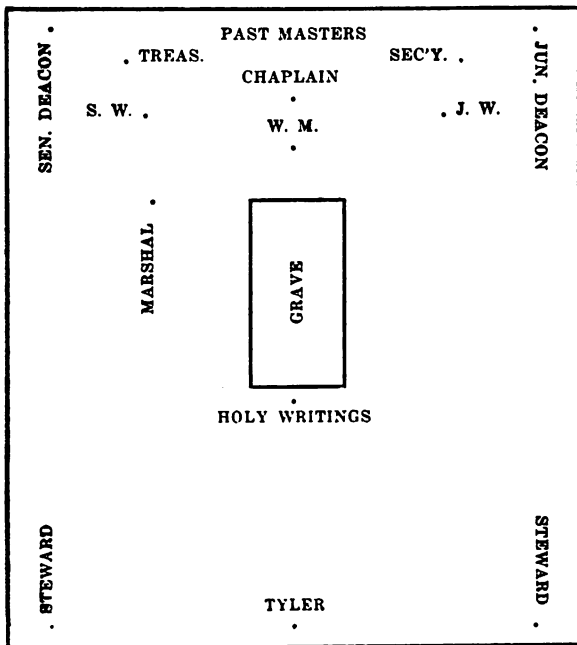 PAST MASTERS
TREAS.
SEC'Y.
CHAPLAIN
SEN. DEACON
JUN. DEACON
S. W.
W. M.
J. W.
MARSHAL
GRAVE
HOLY WRITINGS
STEWARD
TYLER
STEWARD